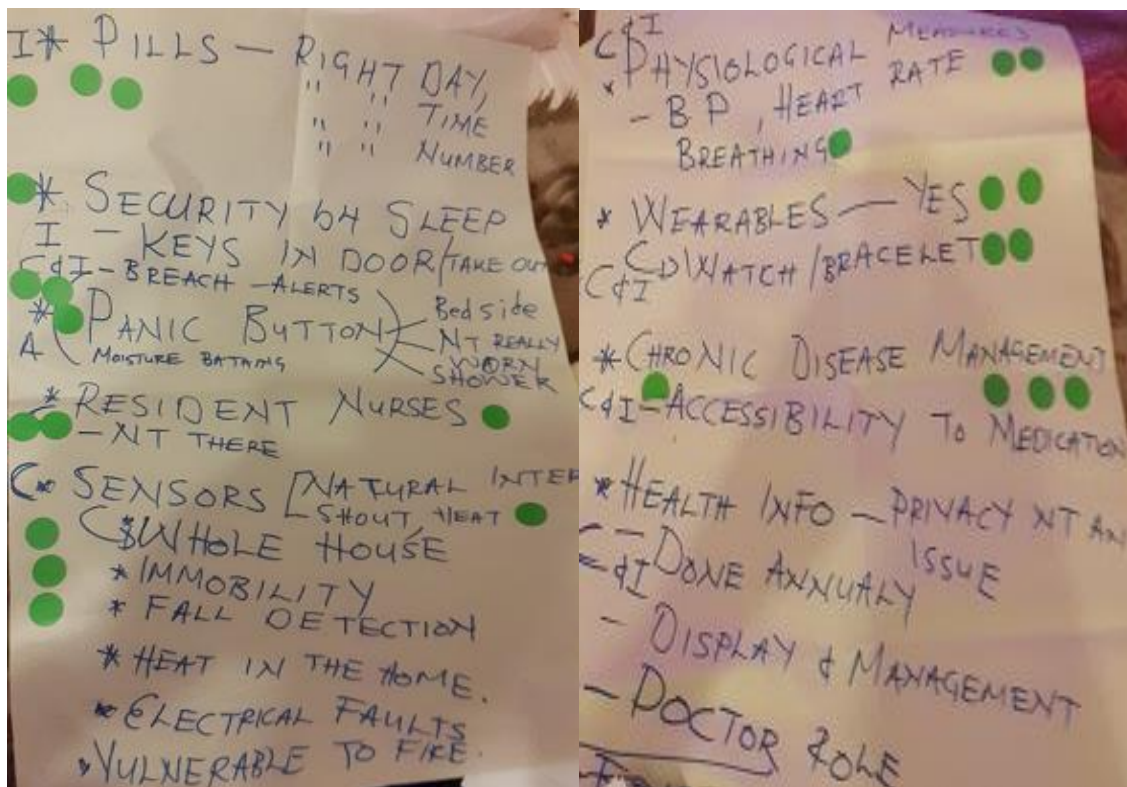 I* PILLS — RIGHT DAY,
" " TIME
" " NUMBER
* SECURITY b4 SLEEP
I - KEYS IN DOOR/TAKE OUT
C&I - BREACH - ALERTS
* PANIC BUTTON
Bed side
NT REALLY WORN
SHOWER
A MOISTURE BATHING
* RESIDENT NURSES
- NT THERE
C* SENSORS [NATURAL INTER
- SHOUT, HEAT
WHOLE HOUSE
* IMMOBILITY
* FALL DETECTION
* HEAT IN THE HOME.
* ELECTRICAL FAULTS
* VULNERABLE TO FIRE.
C&I
* PHYSIOLOGICAL MEASURES
- BP, HEART RATE
BREATHING
* WEARABLES — YES
WATCH/BRACELET
C&I
* CHRONIC DISEASE MANAGEMENT
C&I - ACCESSIBILITY TO MEDICATION
* HEALTH INFO — PRIVACY NT AN
ISSUE
- DONE ANNUALY
C&I
- DISPLAY & MANAGEMENT
- DOCTOR ROLE